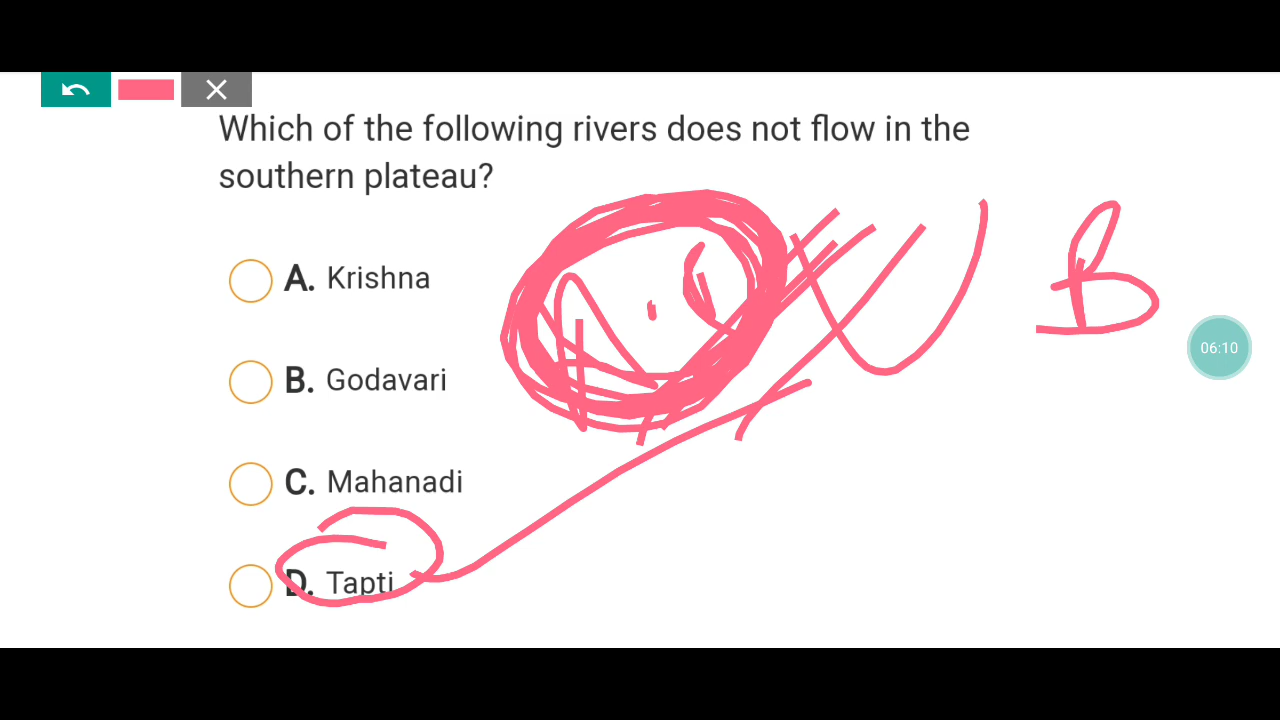 Which of the following rivers does not flow in the
southern plateau?
A. Krishna
B
B. Godavari
06:10
C. Mahanadi
D. Tapti